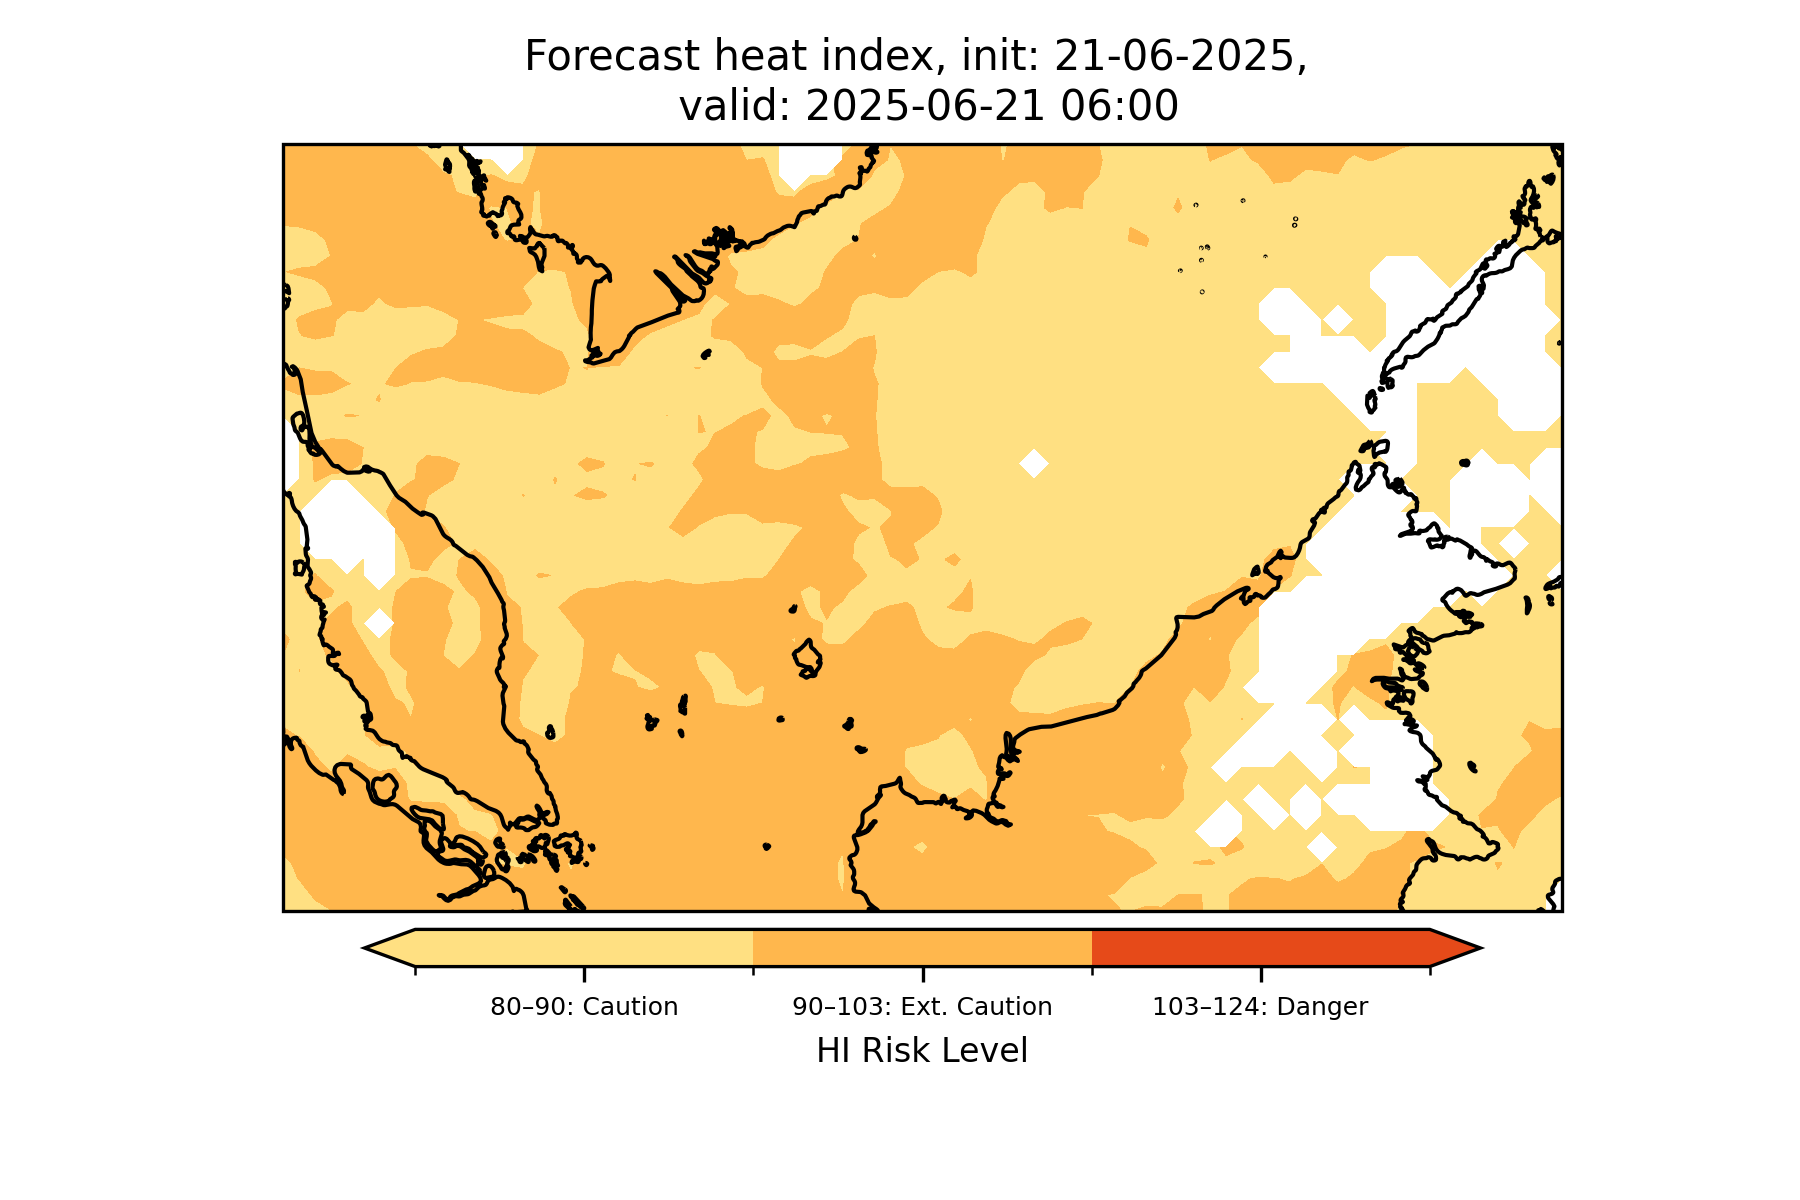 Forecast heat index, init: 21-06-2025,
valid: 2025-06-21 06:00
80–90: Caution
90–103: Ext. Caution
103–124: Danger
HI Risk Level